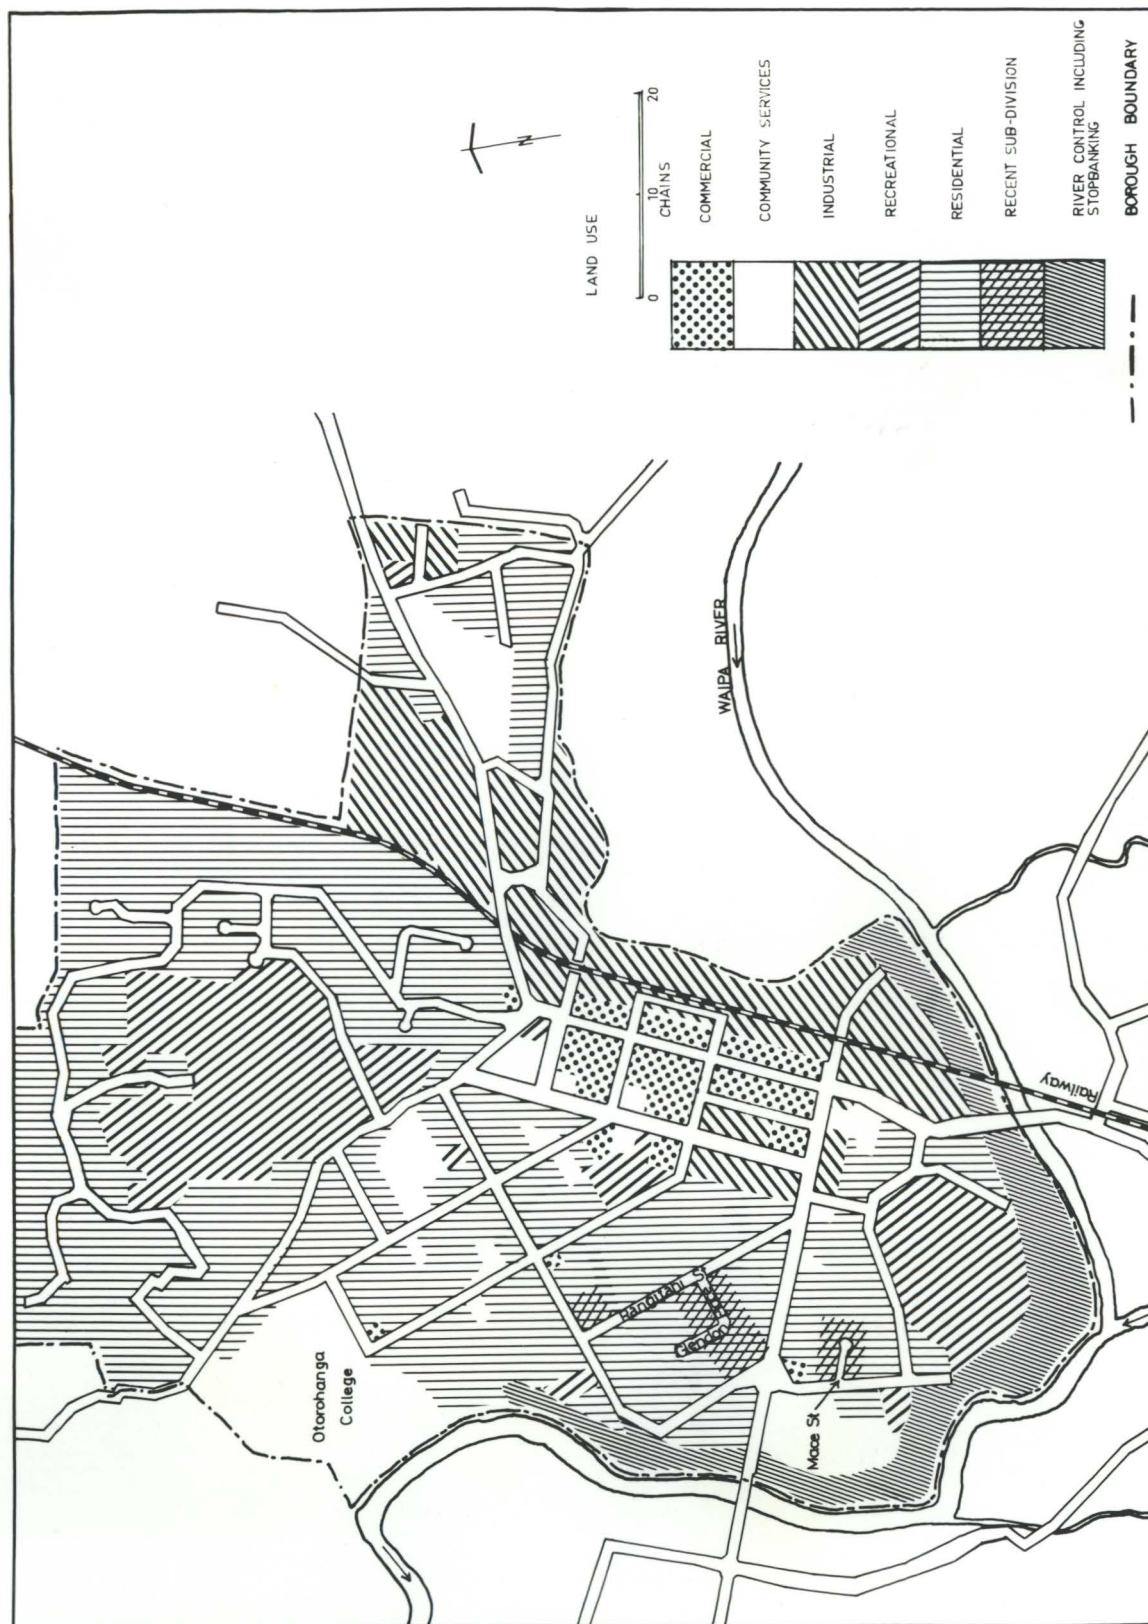 LAND USE
0 10 20
CHAINS
COMMERCIAL
COMMUNITY SERVICES
INDUSTRIAL
RECREATIONAL
RESIDENTIAL
RECENT SUB-DIVISION
RIVER CONTROL INCLUDING
STOPBANKING
BOROUGH BOUNDARY
N
WAIPA RIVER
Railway
Otorohanga
College
Rangitahi St
Glendon
Mace St